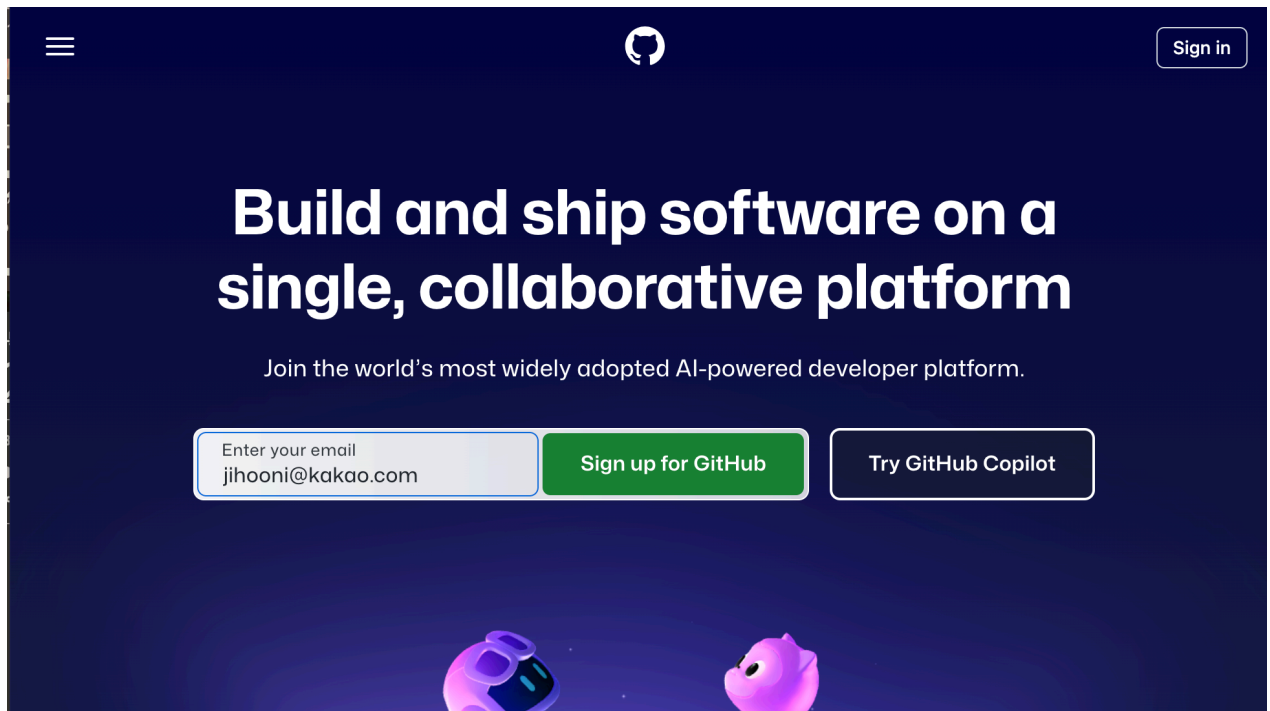 Sign in
Build and ship software on a
single, collaborative platform
Join the world’s most widely adopted AI-powered developer platform.
Enter your email
jihooni@kakao.com
Sign up for GitHub
Try GitHub Copilot